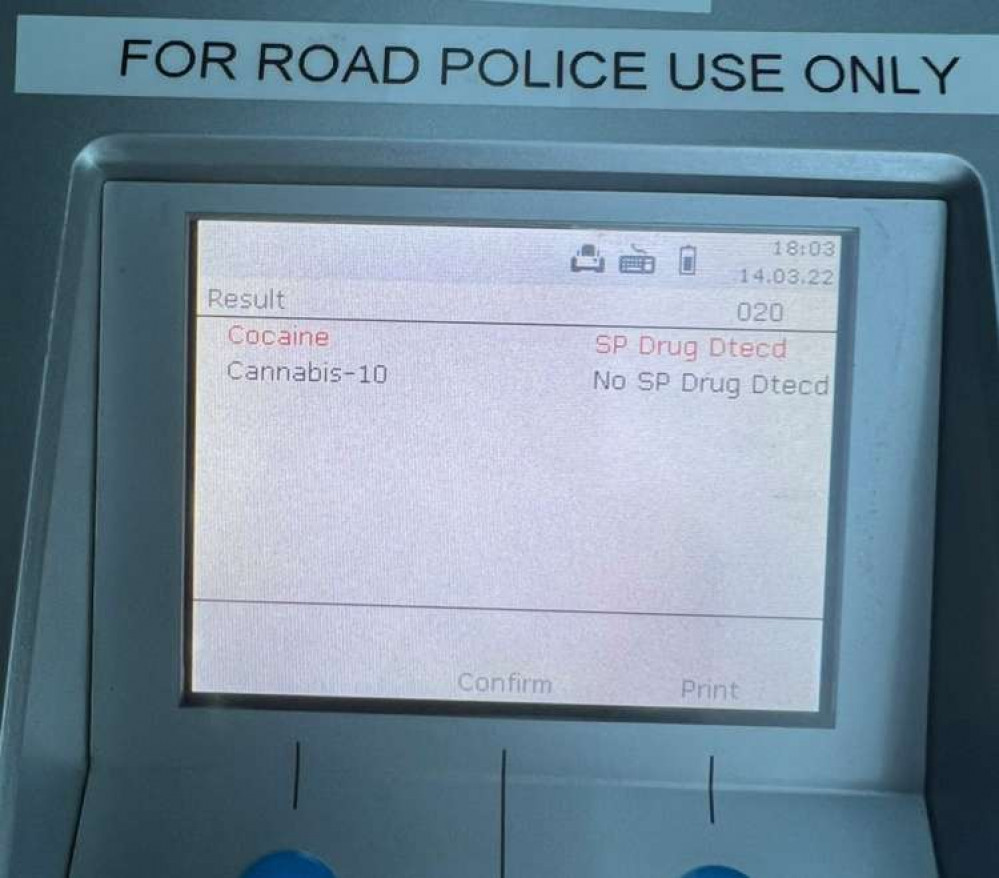 FOR ROAD POLICE USE ONLY
18:03
14.03.22
Result 020
Cocaine SP Drug Dtecd
Cannabis-10 No SP Drug Dtecd
Confirm Print